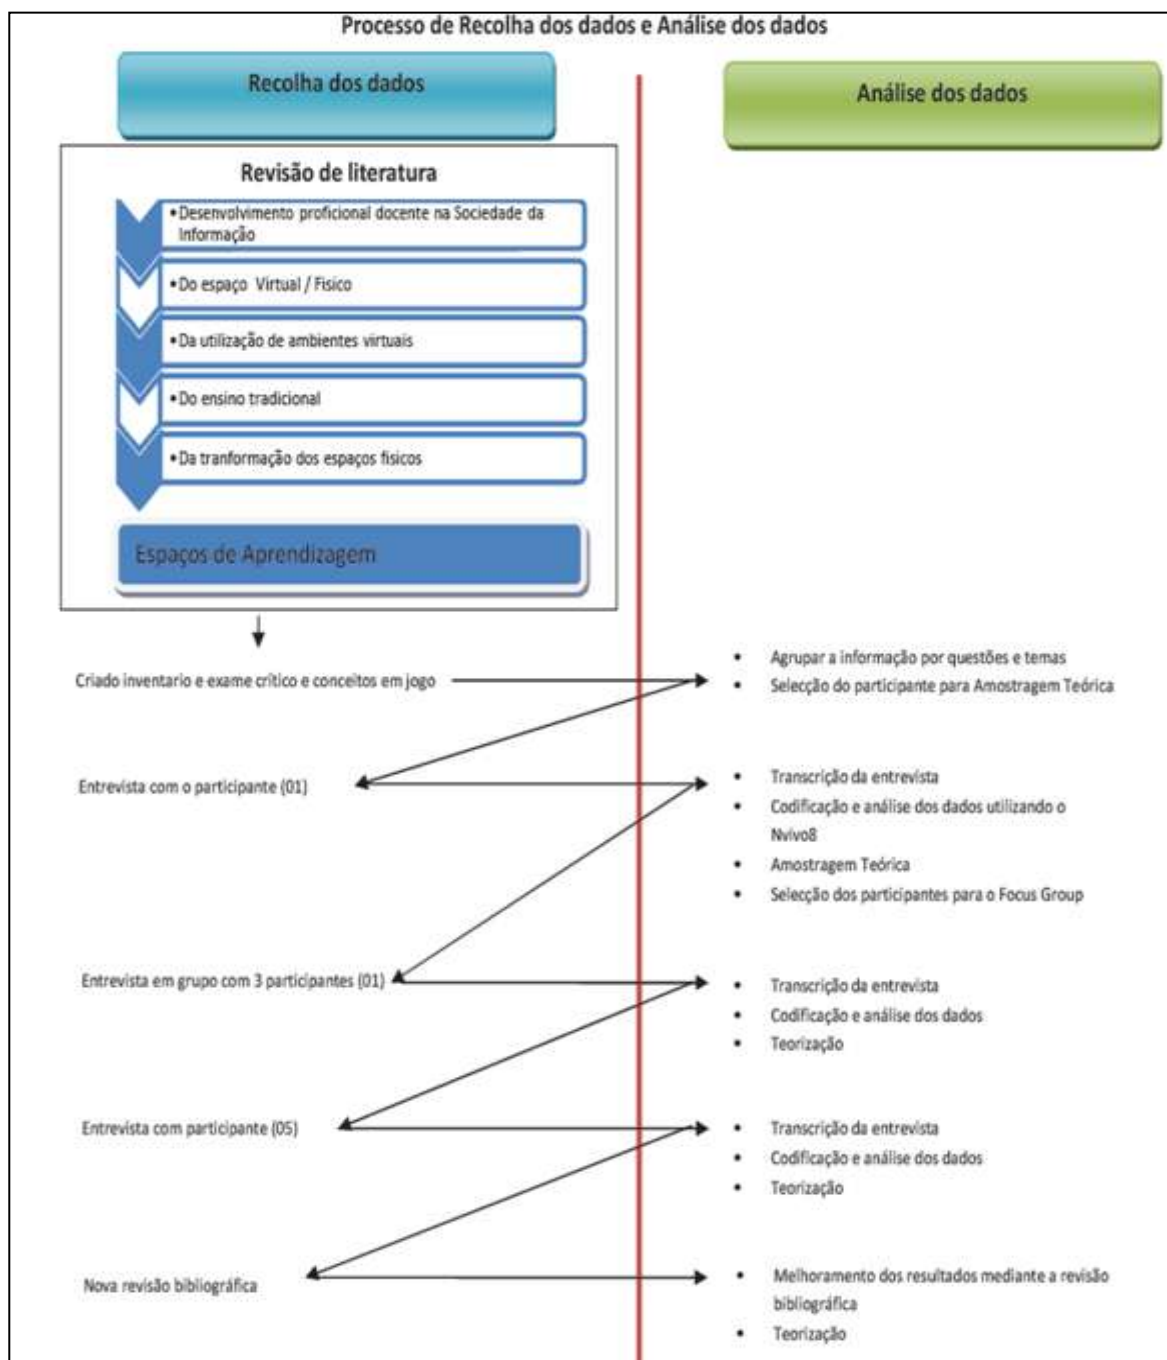 Processo de Recolha dos dados e Análise dos dados
Recolha dos dados
Análise dos dados
Revisão de literatura
•Desenvolvimento proficional docente na Sociedade da
Informação
•Do espaço Virtual / Fisico
•Da utilização de ambientes virtuais
•Do ensino tradicional
•Da tranformação dos espaços fisicos
Espaços de Aprendizagem
Criado inventario e exame crítico e conceitos em jogo
• Agrupar a informação por questões e temas
• Selecção do participante para Amostragem Teórica
Entrevista com o participante (01)
• Transcrição da entrevista
• Codificação e análise dos dados utilizando o
Nvivo8
• Amostragem Teórica
• Selecção dos participantes para o Focus Group
Entrevista em grupo com 3 participantes (01)
• Transcrição da entrevista
• Codificação e análise dos dados
• Teorização
Entrevista com participante (05)
• Transcrição da entrevista
• Codificação e análise dos dados
• Teorização
Nova revisão bibliográfica
• Melhoramento dos resultados mediante a revisão
bibliográfica
• Teorização